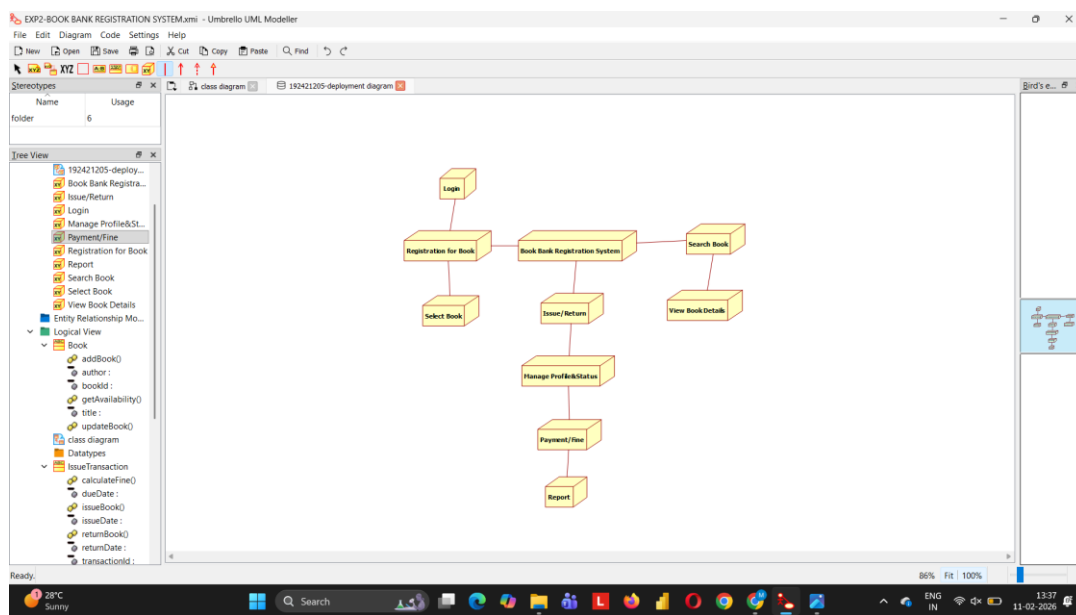 EXP2-BOOK BANK REGISTRATION SYSTEM.xmi - Umbrello UML Modeller
File Edit Diagram Code Settings Help
New Open Save Cut Copy Paste Find
XYZ
Stereotypes
Name Usage
folder 6
class diagram
192421205-deployment diagram
Bird's e...
Tree View
192421205-deploy...
Book Bank Registra...
Issue/Return
Login
Manage Profile&St...
Payment/Fine
Registration for Book
Report
Search Book
Select Book
View Book Details
Entity Relationship Mo...
Logical View
Book
addBook()
author :
bookId :
getAvailability()
title :
updateBook()
class diagram
Datatypes
IssueTransaction
calculateFine()
dueDate :
issueBook()
issueDate :
returnBook()
returnDate :
transactionId :
Login
Registration for Book
Book Bank Registration System
Search Book
Select Book
Issue/Return
View Book Details
Manage Profile&Status
Payment/fine
Report
Ready.
86% Fit 100%
1
28°C
Sunny
Search
L
ENG
IN
13:37
11-02-2026